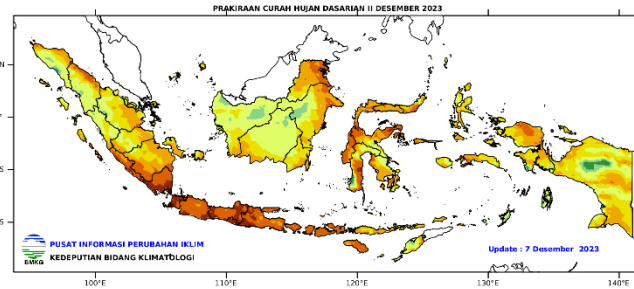 PRAKIRAAN CURAH HUJAN DASARIAN II DESEMBER 2023
N
°
S
S
PUSAT INFORMASI PERUBAHAN IKLIM
Update : 7 Desember 2023
KEDEPUTIAN BIDANG KLIMATOLOGI
BMKG
100°E 110°E 120°E 130°E 140°E